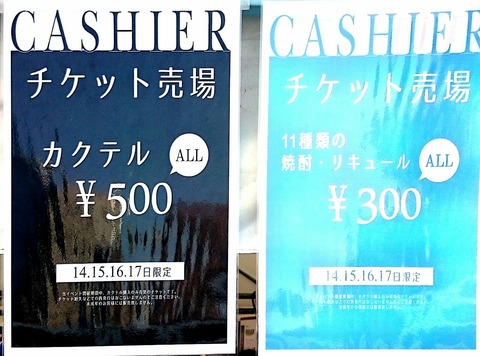 CASHIER
チケット売場
カクテル
ALL
¥500
14.15.16.17日限定
CASHIER
チケット売場
11種類の
焼酎・リキュール
ALL
¥300
14.15.16.17日限定